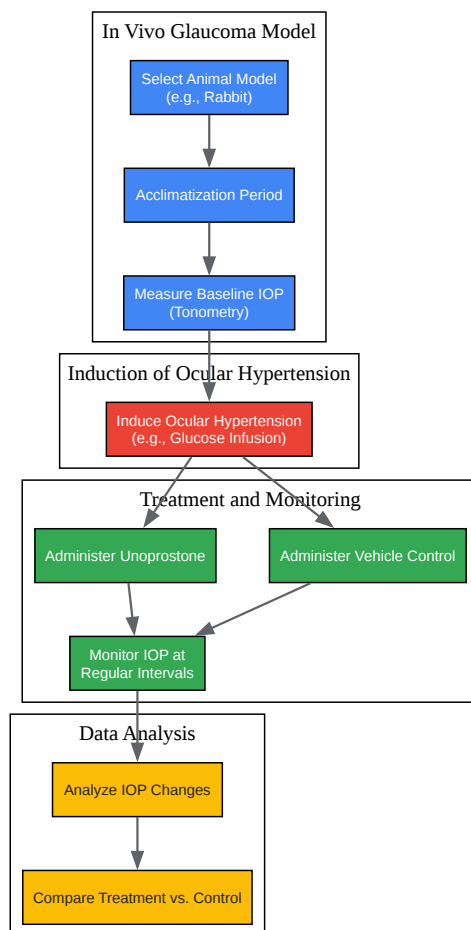 In Vivo Glaucoma Model
Select Animal Model
(e.g., Rabbit)
Acclimatization Period
Measure Baseline IOP
(Tonometry)
Induction of Ocular Hypertension
Induce Ocular Hypertension
(e.g., Glucose Infusion)
Treatment and Monitoring
Administer Unoprostone
Administer Vehicle Control
Monitor IOP at
Regular Intervals
Data Analysis
Analyze IOP Changes
Compare Treatment vs. Control